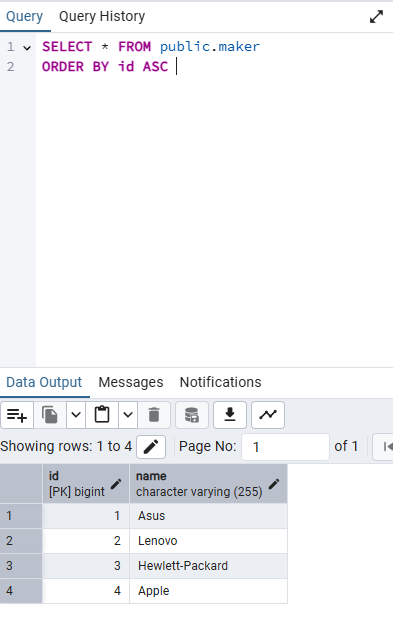 Query Query History
1 SELECT * FROM public.maker
2 ORDER BY id ASC
Data Output Messages Notifications
Showing rows: 1 to 4 Page No: 1 of 1
id name
[PK] bigint character varying (255)
1 1 Asus
2 2 Lenovo
3 3 Hewlett-Packard
4 4 Apple